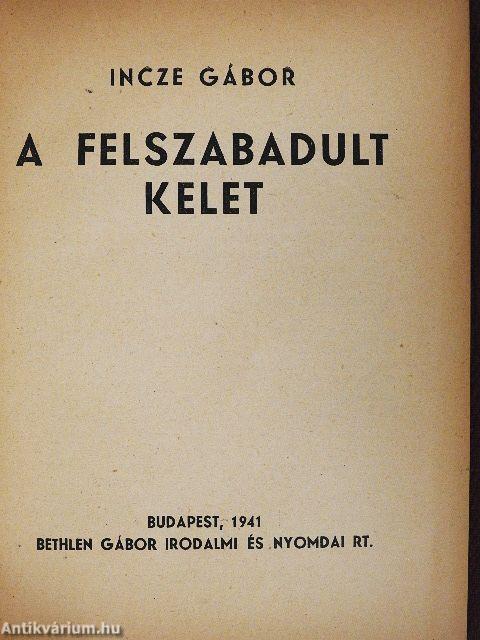 INCZE GÁBOR
A FELSZABADULT
KELET
BUDAPEST, 1941
BETHLEN GÁBOR IRODALMI ÉS NYOMDAI RT.
Antikvárium.hu